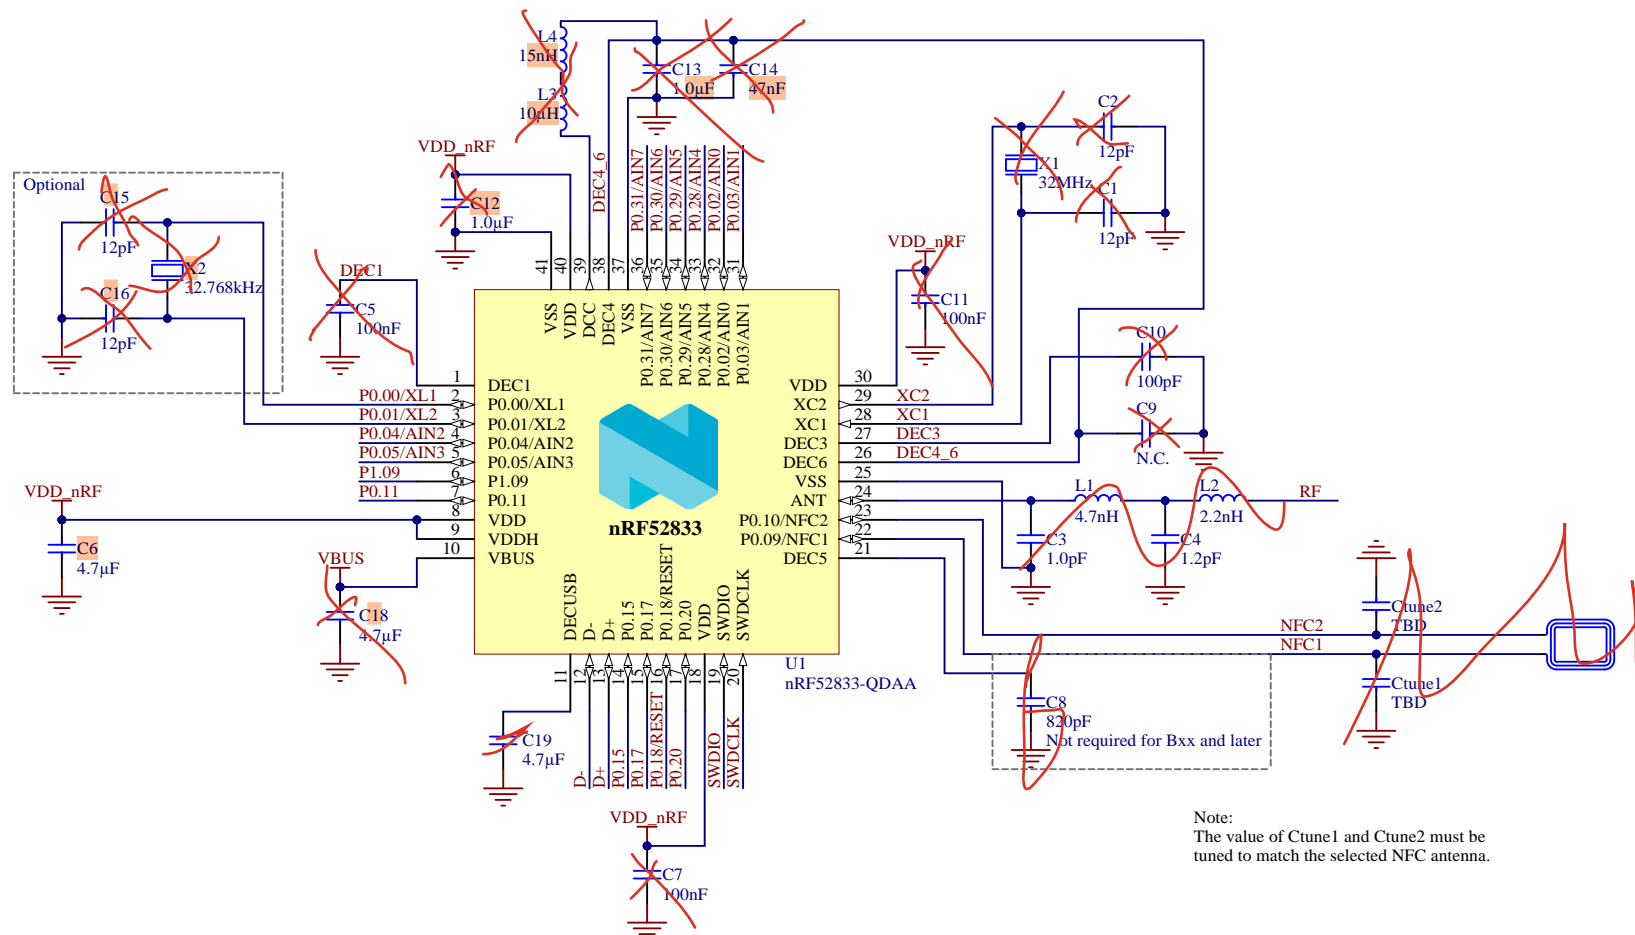 L4
15nH
L3
10µH
C13
1.0µF
C14
47nF
VDD_nRF
C12
1.0µF
DEC4_6
P0.31/AIN7
P0.30/AIN6
P0.29/AIN5
P0.28/AIN4
P0.02/AIN0
P0.03/AIN1
C2
12pF
X1
32MHz
C1
12pF
Optional
C15
12pF
X2
32.768kHz
C16
12pF
DEC1
C5
100nF
VDD_nRF
C11
100nF
C10
100pF
C9
N.C.
41
40
39
38
37
36
35
34
33
32
31
VSS
VDD
DCC
DEC4
VSS
P0.31/AIN7
P0.30/AIN6
P0.29/AIN5
P0.28/AIN4
P0.02/AIN0
P0.03/AIN1
1 DEC1
P0.00/XL1 2 P0.00/XL1
P0.01/XL2 3 P0.01/XL2
P0.04/AIN2 4 P0.04/AIN2
P0.05/AIN3 5 P0.05/AIN3
P1.09 6 P1.09
P0.11 7 P0.11
8 VDD
9 VDDH
10 VBUS
VDD 30
XC2 29 XC2
XC1 28 XC1
DEC3 27 DEC3
DEC6 26 DEC4_6
VSS 25
ANT 24
P0.10/NFC2 23
P0.09/NFC1 22
DEC5 21
nRF52833
VDD_nRF
C6
4.7µF
VBUS
C18
4.7µF
L1
4.7nH
L2
2.2nH
RF
C3
1.0pF
C4
1.2pF
DECUSB
D-
D+
P0.15
P0.17
P0.18/RESET
P0.20
VDD
SWDIO
SWDCLK
11
12
13
14
15
16
17
18
19
20
U1
nRF52833-QDAA
Ctune2
TBD
NFC2
NFC1
Ctune1
TBD
C8
820pF
Not required for Bxx and later
C19
4.7µF
D-
D+
P0.15
P0.17
P0.18/RESET
P0.20
SWDIO
SWDCLK
VDD_nRF
C7
100nF
Note:
The value of Ctune1 and Ctune2 must be
tuned to match the selected NFC antenna.